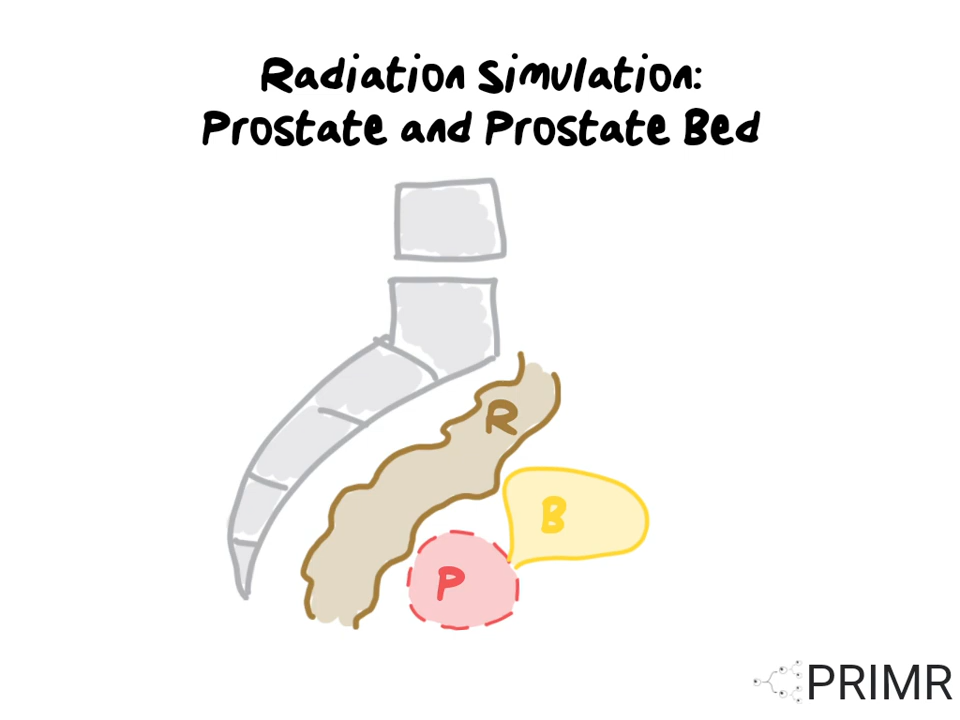 Radiation Simulation:
Prostate and Prostate Bed
R
B
P
PRIMR